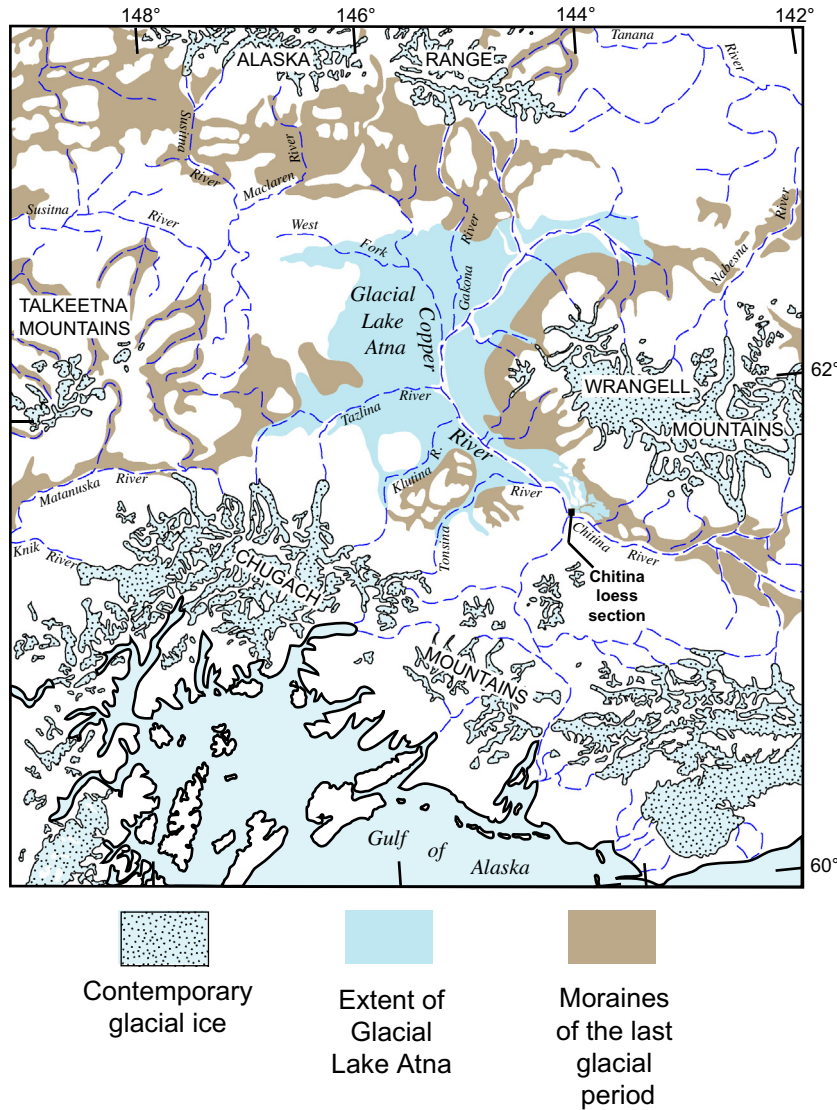 148°
146°
144°
142°
ALASKA
RANGE
Tanana
River
Susitna
River
Maclaren
River
Susitna
River
West
Fork
River
Gakona
Nabesna
River
Glacial
Lake
Atna
Copper
River
TALKEETNA
MOUNTAINS
62°
WRANGELL
MOUNTAINS
Tazlina
River
Klutina R.
River
Tonsina
Matanuska
River
Knik
River
Chitina
River
Chitina
loess
section
CHUGACH
MOUNTAINS
Gulf
of
Alaska
60°
Contemporary
glacial ice
Extent of
Glacial
Lake Atna
Moraines
of the last
glacial
period